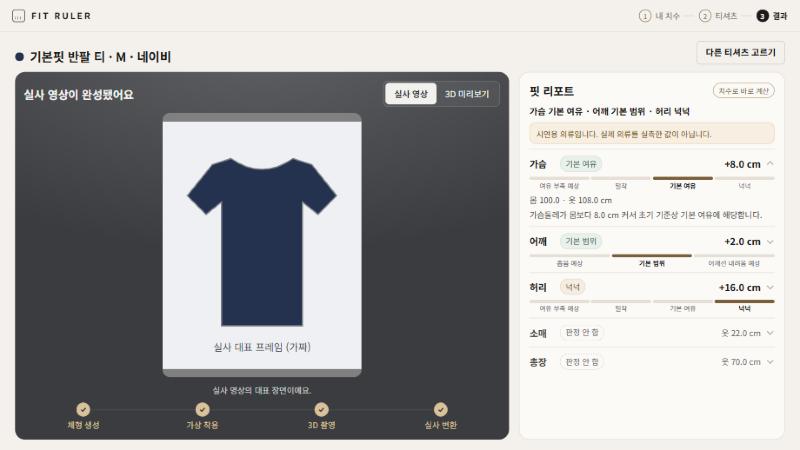 FIT RULER
1 내 치수
2 티셔츠
3 결과
기본핏 반팔 티 · M · 네이비
다른 티셔츠 고르기
실사 영상이 완성됐어요
실사 영상
3D 미리보기
실사 대표 프레임 (가짜)
실사 영상의 대표 장면이에요.
체형 생성
가상 착용
3D 촬영
실사 변환
핏 리포트
치수로 바로 계산
가슴 기본 여유 · 어깨 기본 범위 · 허리 넉넉
시연용 의류입니다. 실제 의류를 실측한 값이 아닙니다.
가슴 기본 여유 +8.0 cm
여유 부족 예상 밀착 기본 여유 넉넉
몸 100.0 · 옷 108.0 cm
가슴둘레가 몸보다 8.0 cm 커서 초기 기준상 기본 여유에 해당합니다.
어깨 기본 범위 +2.0 cm
좁음 예상 기본 범위 어깨선 내려옴 예상
허리 넉넉 +16.0 cm
여유 부족 예상 밀착 기본 여유 넉넉
소매 판정 안 함 옷 22.0 cm
총장 판정 안 함 옷 70.0 cm